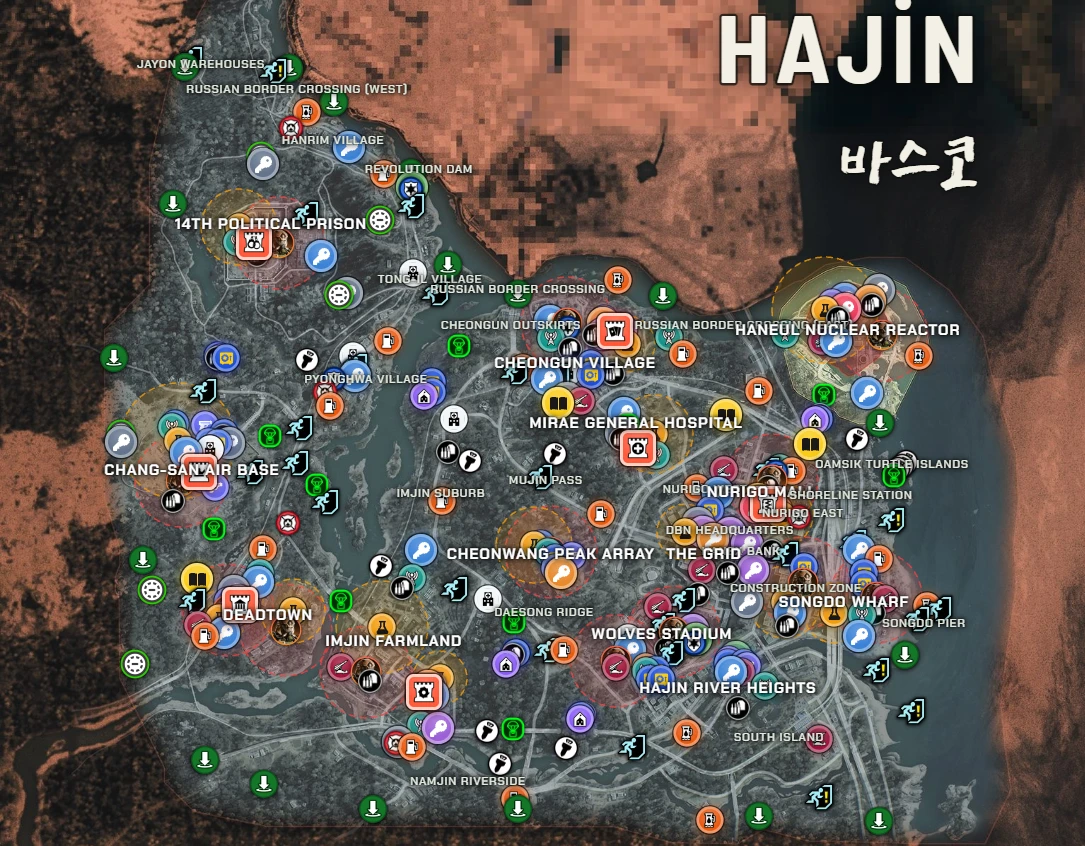 HAJIN
바스코
JAYON WAREHOUSES
RUSSIAN BORDER CROSSING (WEST)
HANRIM VILLAGE
REVOLUTION DAM
14TH POLITICAL PRISON
TONGIL VILLAGE
RUSSIAN BORDER CROSSING
CHEONGUN OUTSKIRTS
RUSSIAN BORDER
HANEUL NUCLEAR REACTOR
CHEONGUN VILLAGE
PYONGHWA VILLAGE
MIRAE GENERAL HOSPITAL
CHANG-SAN AIR BASE
OAMSIK TURTLE ISLANDS
MUJIN PASS
IMJIN SUBURB
NURIGO
SHORELINE STATION
NURIGO EAST
DBN HEADQUARTERS
CHEONWANG PEAK ARRAY
THE GRID
BANK
CONSTRUCTION ZONE
SONGDO WHARF
DEADTOWN
DAESONG RIDGE
SONGDO PIER
IMJIN FARMLAND
WOLVES STADIUM
HAJIN RIVER HEIGHTS
SOUTH ISLAND
NAMJIN RIVERSIDE